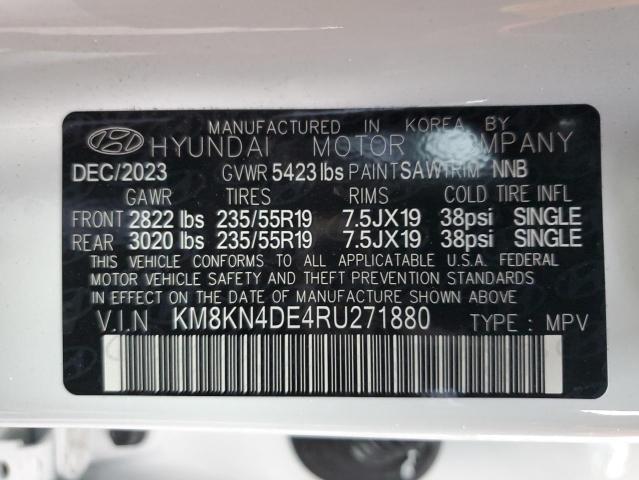 MANUFACTURED IN KOREA BY
HYUNDAI MOTOR COMPANY
DEC/2023 GVWR 5423 lbs PAINT SAW TRIM NNB
GAWR TIRES RIMS COLD TIRE INFL
FRONT 2822 lbs 235/55R19 7.5JX19 38psi SINGLE
REAR 3020 lbs 235/55R19 7.5JX19 38psi SINGLE
THIS VEHICLE CONFORMS TO ALL APPLICATABLE U.S.A. FEDERAL
MOTOR VEHICLE SAFETY AND THEFT PREVENTION STANDARDS
IN EFFECT ON THE DATE OF MANUFACTURE SHOWN ABOVE.
V.I.N KM8KN4DE4RU271880 TYPE : MPV